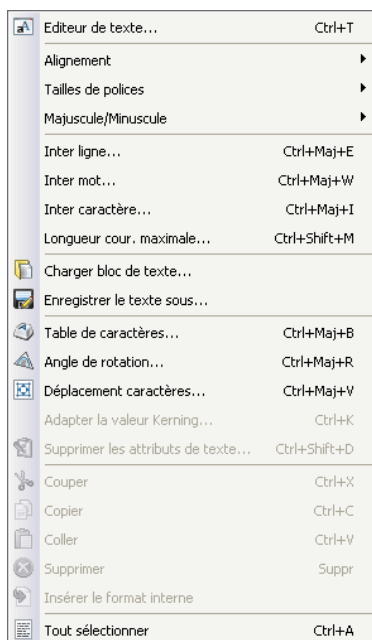 Editeur de texte... Ctrl+T
Alignement
Tailles de polices
Majuscule/Minuscule
Inter ligne... Ctrl+Maj+E
Inter mot... Ctrl+Maj+W
Inter caractère... Ctrl+Maj+I
Longueur cour. maximale... Ctrl+Shift+M
Charger bloc de texte...
Enregistrer le texte sous...
Table de caractères... Ctrl+Maj+B
Angle de rotation... Ctrl+Maj+R
Déplacement caractères... Ctrl+Maj+V
Adapter la valeur Kerning... Ctrl+K
Supprimer les attributs de texte... Ctrl+Shift+D
Couper Ctrl+X
Copier Ctrl+C
Coller Ctrl+V
Supprimer Suppr
Insérer le format interne
Tout sélectionner Ctrl+A